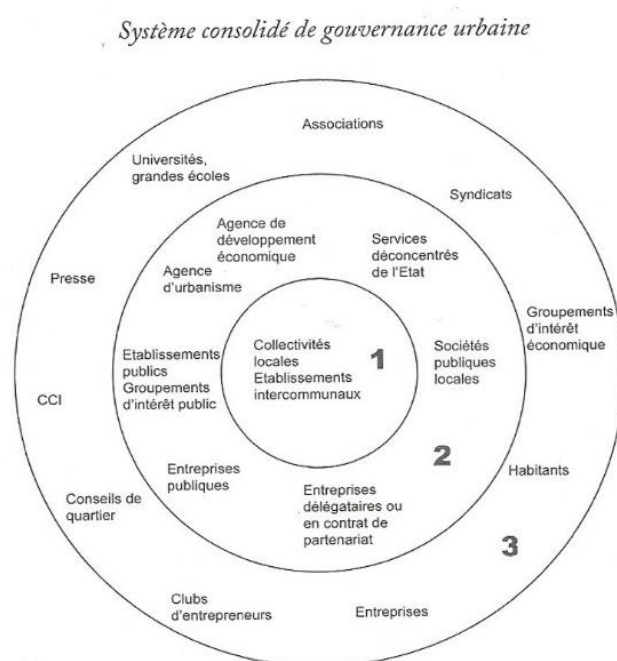 Système consolidé de gouvernance urbaine
Associations
Universités,
grandes écoles
Syndicats
Agence de
développement
économique
Services
déconcentrés
de l'Etat
Presse
Agence
d'urbanisme
Groupements
d'intérêt
économique
Collectivités
locales
Etablissements
intercommunaux
1
Sociétés
publiques
locales
Etablissements
publics
Groupements
d'intérêt public
CCI
2
Entreprises
publiques
Habitants
Entreprises
délégataires ou
en contrat de
partenariat
Conseils de
quartier
3
Clubs
d'entrepreneurs
Entreprises